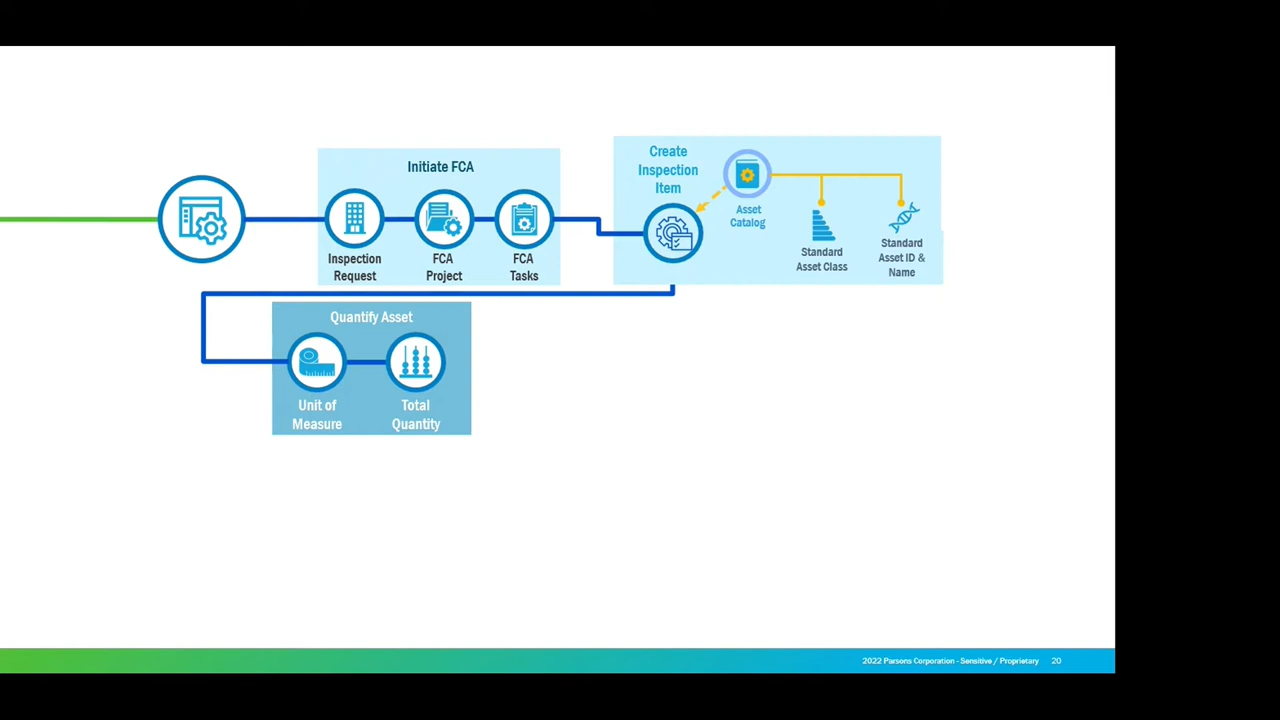 Initiate FCA
Inspection
Request
FCA
Project
FCA
Tasks
Create
Inspection
Item
Asset
Catalog
Standard
Asset Class
Standard
Asset ID &
Name
Quantify Asset
Unit of
Measure
Total
Quantity
2022 Parsons Corporation - Sensitive / Proprietary 20